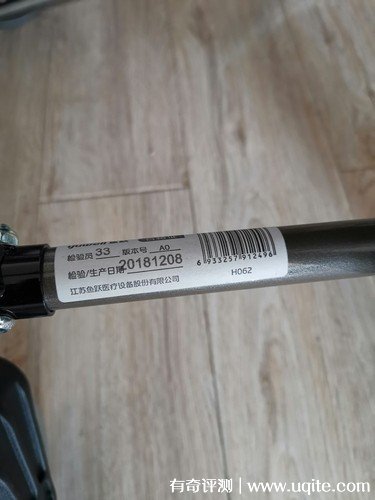 检验员 33 版本号 A0
检验/生产日期 20181208
江苏鱼跃医疗设备股份有限公司
6 933257 912496
H062
有奇评测 | www.uqite.com